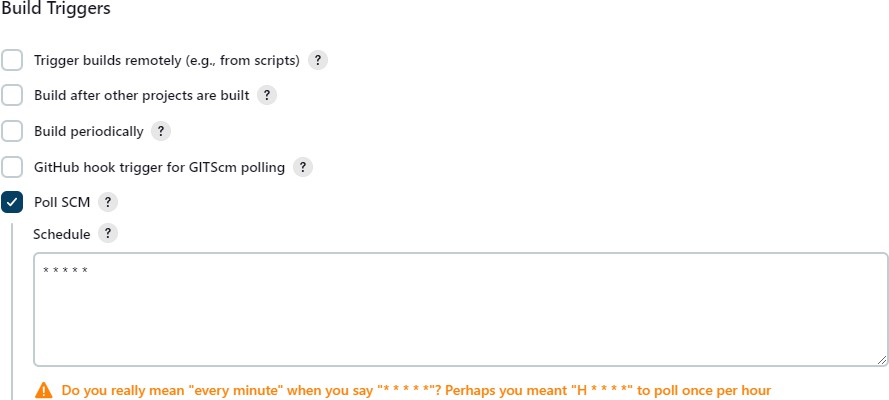 Build Triggers
Trigger builds remotely (e.g., from scripts) ?
Build after other projects are built ?
Build periodically ?
GitHub hook trigger for GITScm polling ?
Poll SCM ?
Schedule ?
* * * * *
Do you really mean "every minute" when you say "* * * * *"? Perhaps you meant "H * * * *" to poll once per hour